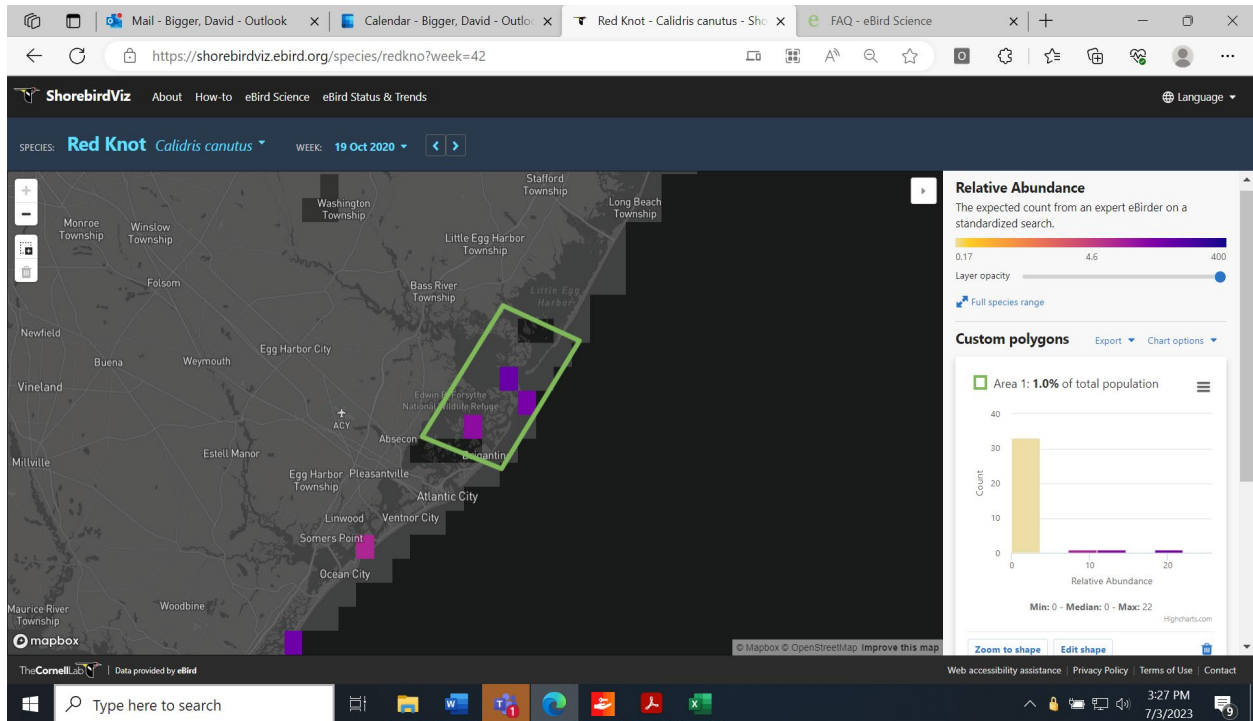 Mail - Bigger, David - Outlook
Calendar - Bigger, David - Outloo
Red Knot - Calidris canutus - Sho
FAQ - eBird Science
https://shorebirdviz.ebird.org/species/redkno?week=42
ShorebirdViz About How-to eBird Science eBird Status & Trends Language
SPECIES: Red Knot Calidris canutus WEEK: 19 Oct 2020
Stafford
Township
Washington
Township
Long Beach
Township
Monroe
Township
Winslow
Township
Little Egg Harbor
Township
Folsom
Bass River
Township
Little Egg
Harbor
Newfield
Egg Harbor City
Buena
Weymouth
Vineland
Edwin B Forsythe
National Wildlife Refuge
ACY
Absecon
Estell Manor
Brigantine
Millville
Egg Harbor
Township
Pleasantville
Atlantic City
Linwood
Ventnor City
Somers Point
Ocean City
Woodbine
Maurice River
Township
mapbox
© Mapbox © OpenStreetMap Improve this map
Relative Abundance
The expected count from an expert eBirder on a
standardized search.
0.17 4.6 400
Layer opacity
Full species range
Custom polygons Export Chart options
Area 1: 1.0% of total population
40
30
20
10
0
Count
0 10 20
Relative Abundance
Min: 0 - Median: 0 - Max: 22
Highcharts.com
Zoom to shape Edit shape
TheCornellLab Data provided by eBird
Web accessibility assistance | Privacy Policy | Terms of Use | Contact
Type here to search
3:27 PM
7/3/2023
9